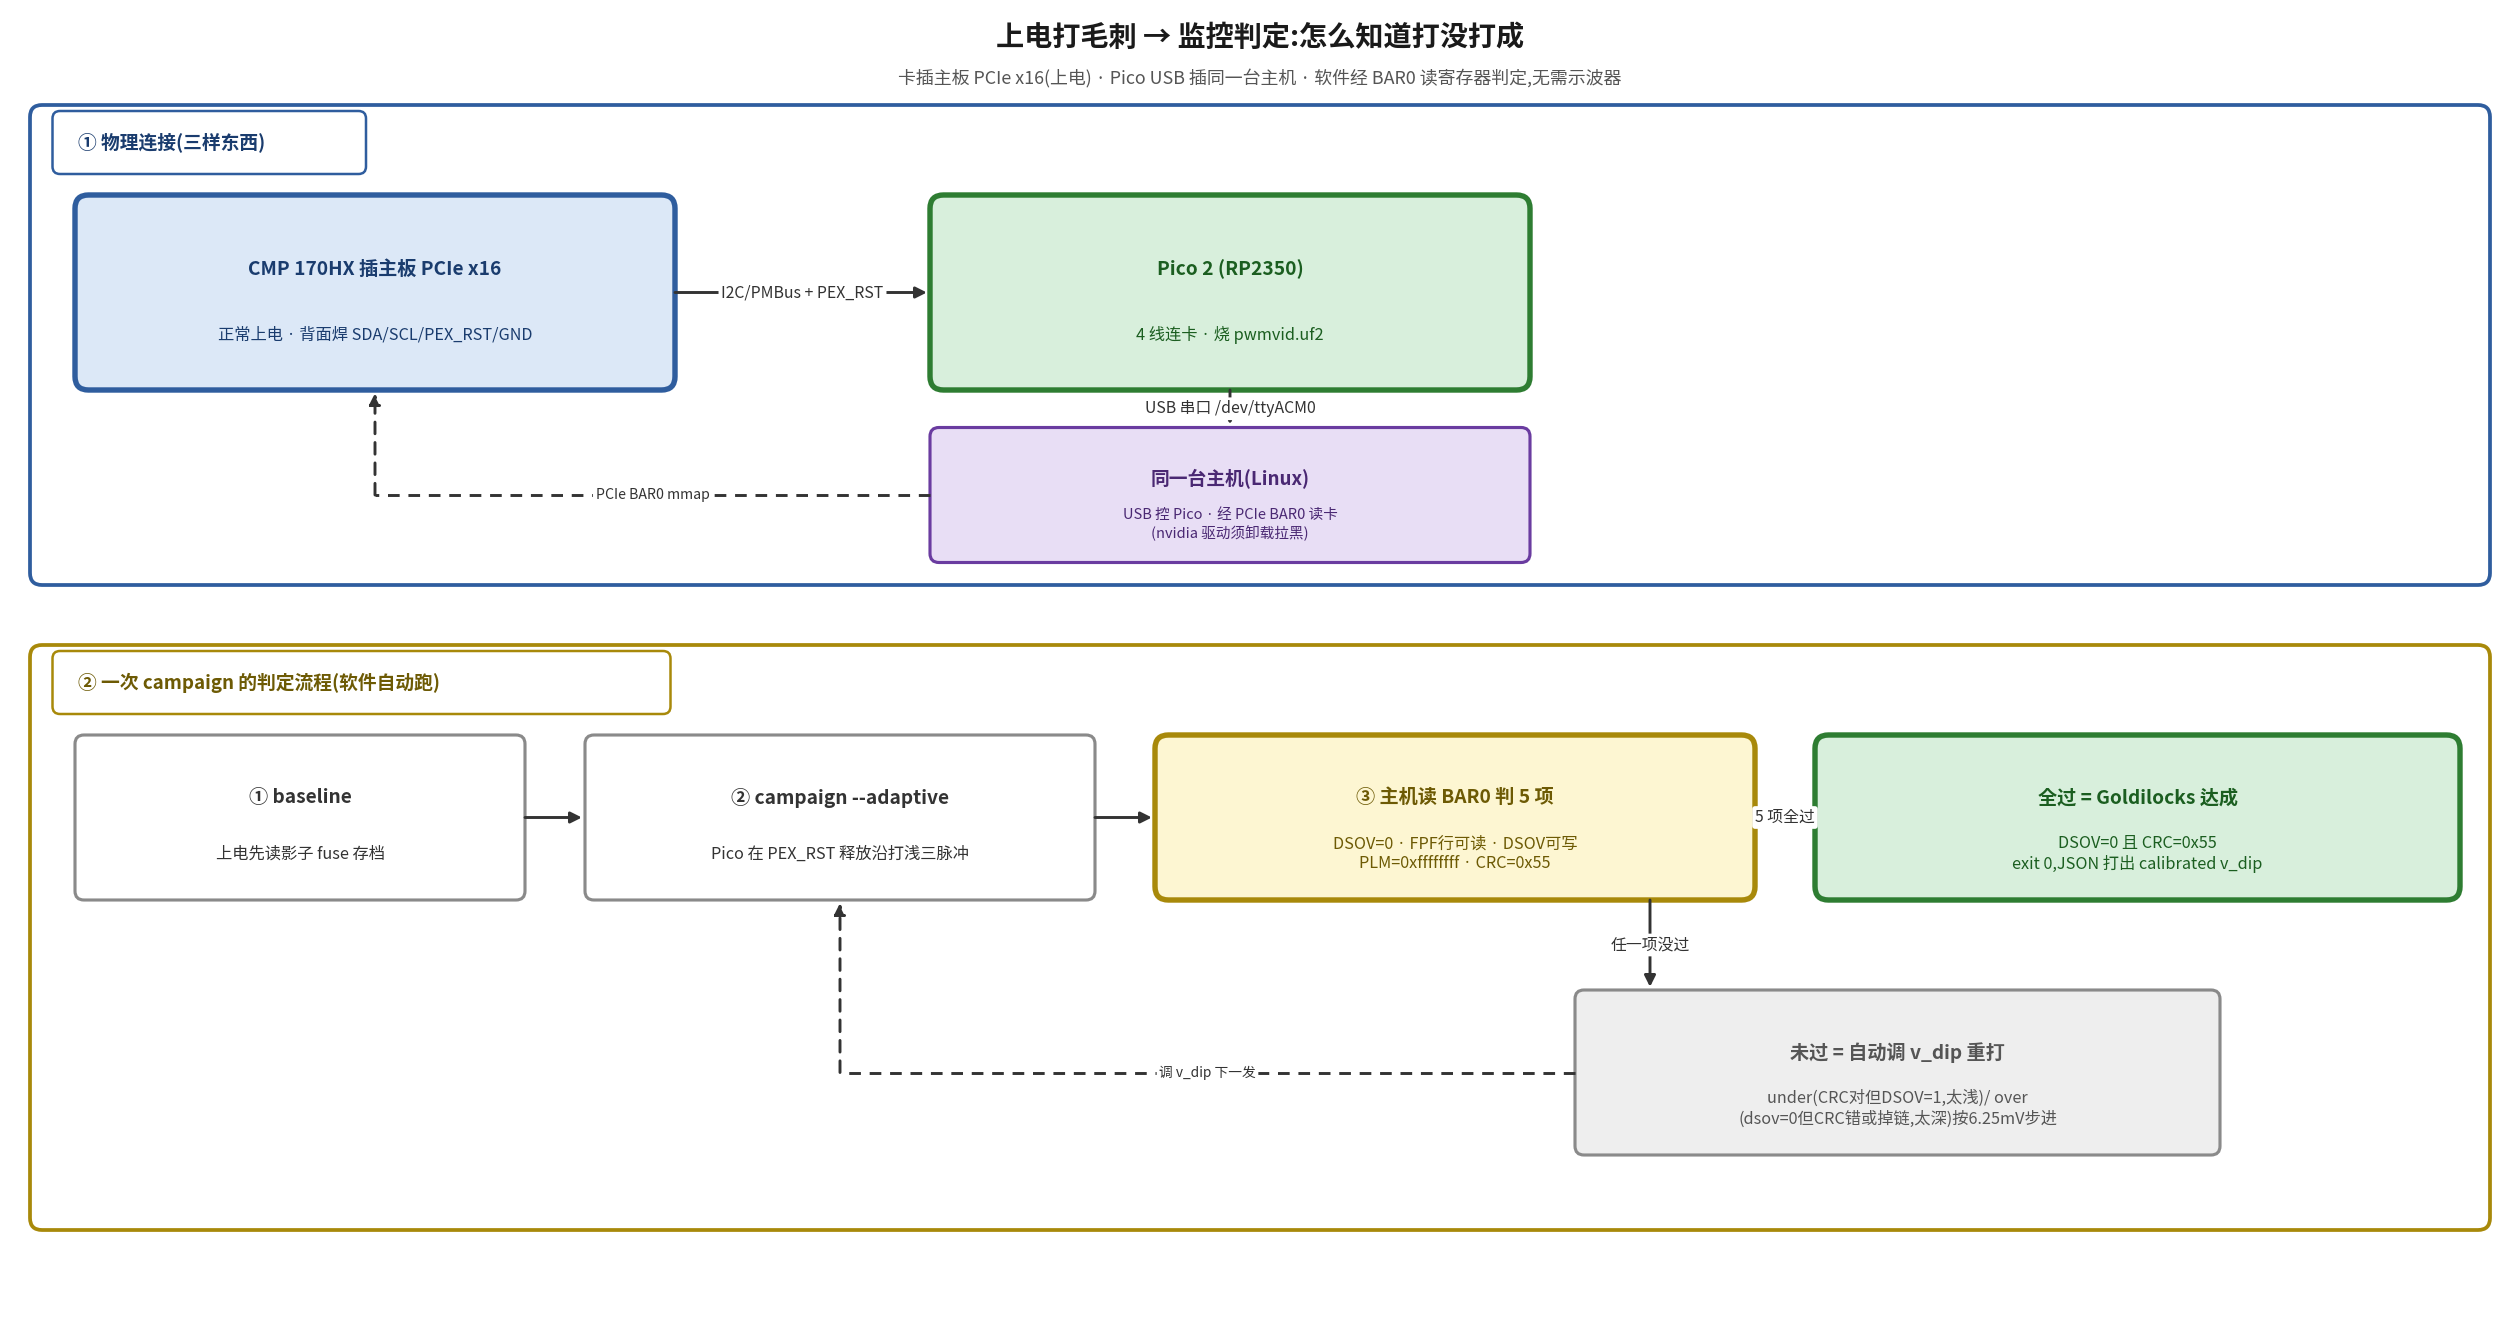 上电打毛刺 → 监控判定:怎么知道打没打成
卡插主板 PCIe x16(上电) · Pico USB 插同一台主机 · 软件经 BAR0 读寄存器判定,无需示波器
① 物理连接(三样东西)
CMP 170HX 插主板 PCIe x16
正常上电 · 背面焊 SDA/SCL/PEX_RST/GND
I2C/PMBus + PEX_RST
Pico 2 (RP2350)
4 线连卡 · 烧 pwmvid.uf2
USB 串口 /dev/ttyACM0
同一台主机(Linux)
USB 控 Pico · 经 PCIe BAR0 读卡
(nvidia 驱动须卸载拉黑)
PCIe BAR0 mmap
② 一次 campaign 的判定流程(软件自动跑)
① baseline
上电先读影子 fuse 存档
② campaign --adaptive
Pico 在 PEX_RST 释放沿打浅三脉冲
③ 主机读 BAR0 判 5 项
DSOV=0 · FPF行可读 · DSOV可写
PLM=0xffffffff · CRC=0x55
5 项全过
全过 = Goldilocks 达成
DSOV=0 且 CRC=0x55
exit 0,JSON 打出 calibrated v_dip
任一项没过
未过 = 自动调 v_dip 重打
under(CRC对但DSOV=1,太浅)/ over
(dsov=0但CRC错或掉链,太深)按6.25mV步进
调 v_dip 下一发